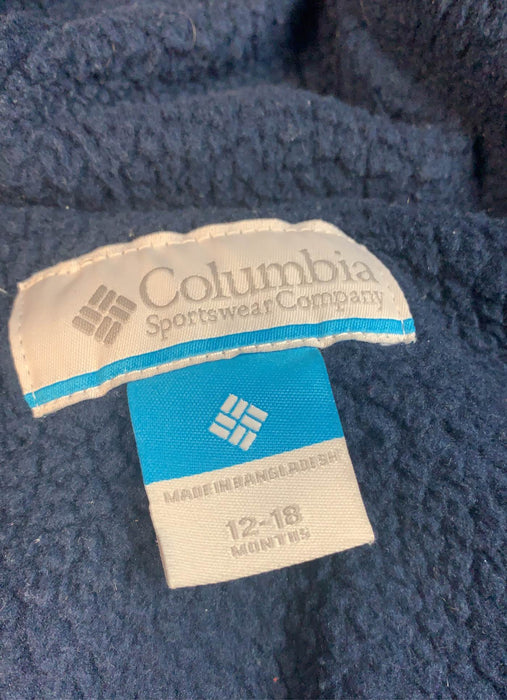 Columbia
Sportswear Company
MADE IN BANGLADESH
12-18
MONTHS